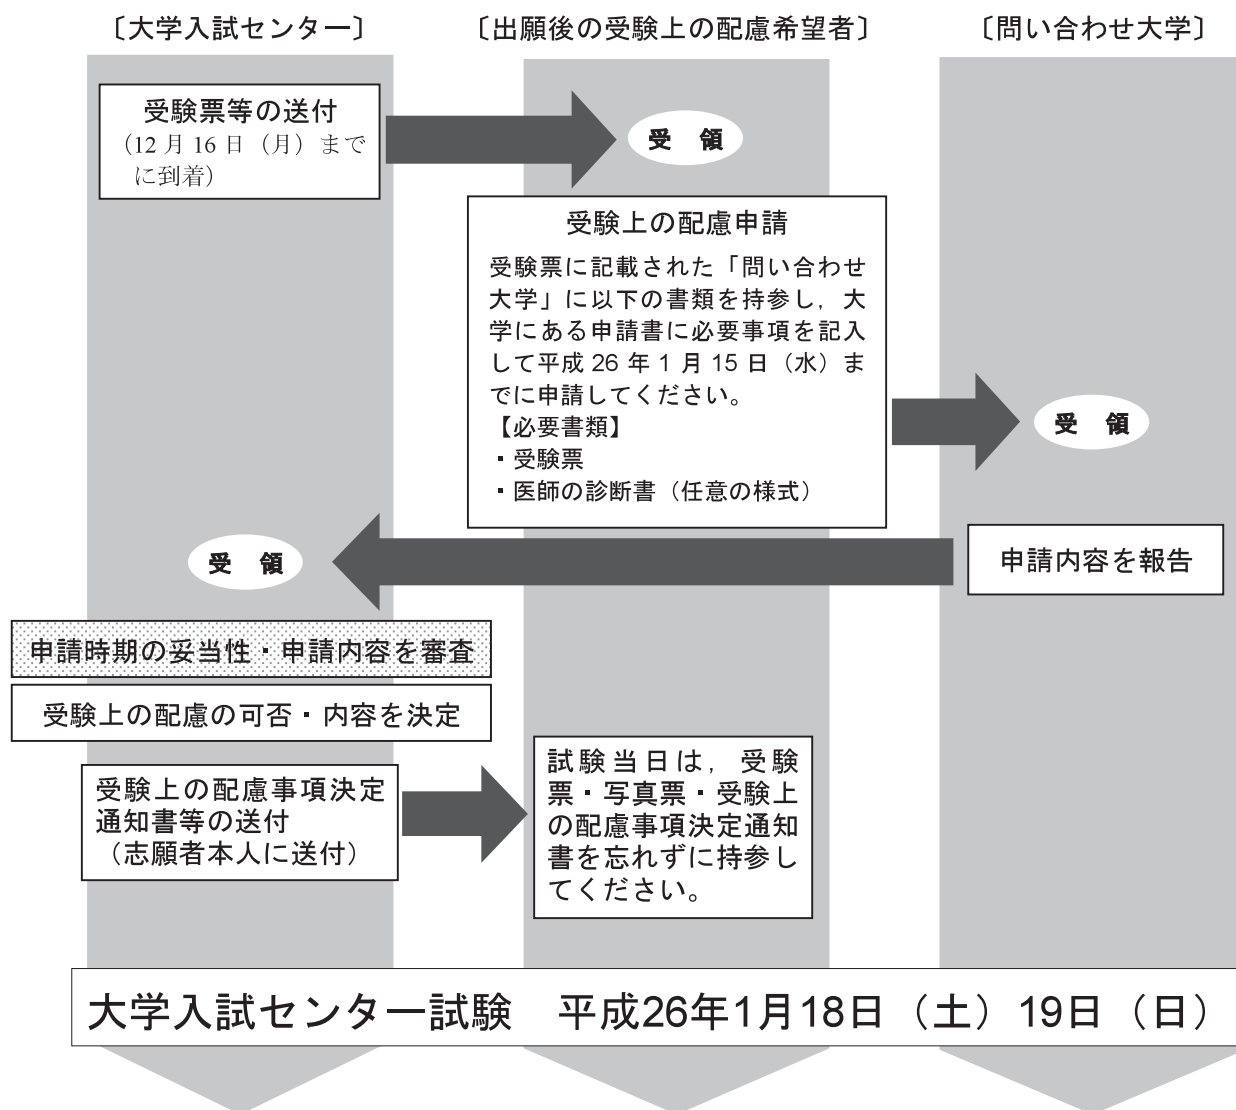 〔大学入試センター〕
〔出願後の受験上の配慮希望者〕
〔問い合わせ大学〕
受験票等の送付
（12月16日（月）まで
に到着）
受 領
受験上の配慮申請
受験票に記載された「問い合わせ
大学」に以下の書類を持参し，大
学にある申請書に必要事項を記入
して平成 26 年 1 月 15 日（水）ま
でに申請してください。
【必要書類】
・受験票
・医師の診断書（任意の様式）
受 領
申請内容を報告
受 領
申請時期の妥当性・申請内容を審査
受験上の配慮の可否・内容を決定
受験上の配慮事項決定
通知書等の送付
（志願者本人に送付）
試験当日は，受験
票・写真票・受験上
の配慮事項決定通知
書を忘れずに持参し
てください。
大学入試センター試験　平成26年1月18日（土）19日（日）